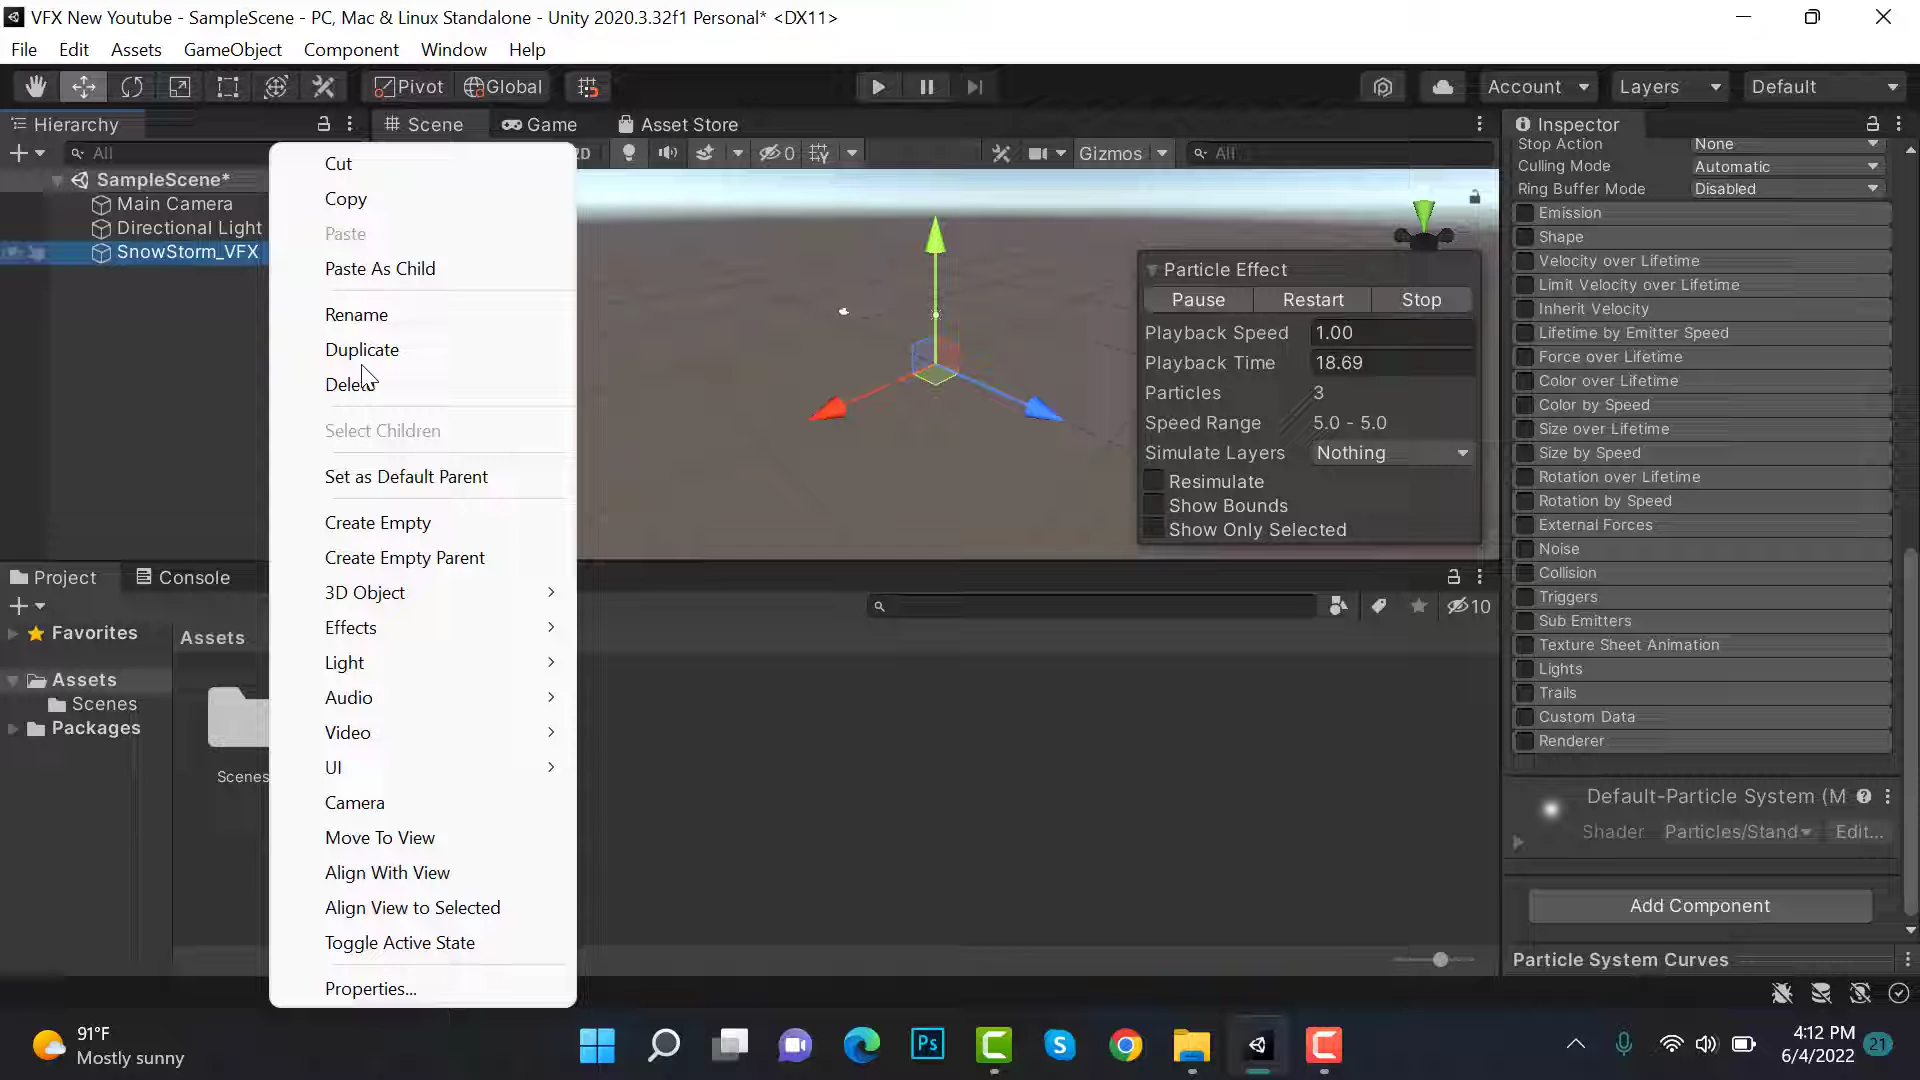 VFX New Youtube - SampleScene - PC, Mac & Linux Standalone - Unity 2020.3.32f1 Personal* <DX11>
File Edit Assets GameObject Component Window Help
Pivot Global Account Layers Default
Hierarchy Scene Game Asset Store Inspector
All 2D 0 Gizmos All
SampleScene*
Main Camera
Directional Light
SnowStorm_VFX
Cut
Copy
Paste
Paste As Child
Rename
Duplicate
Delete
Select Children
Set as Default Parent
Create Empty
Create Empty Parent
3D Object
Effects
Light
Audio
Video
UI
Camera
Move To View
Align With View
Align View to Selected
Toggle Active State
Properties...
Particle Effect
Pause Restart Stop
Playback Speed 1.00
Playback Time 18.69
Particles 3
Speed Range 5.0 - 5.0
Simulate Layers Nothing
Resimulate
Show Bounds
Show Only Selected
Stop Action None
Culling Mode Automatic
Ring Buffer Mode Disabled
Emission
Shape
Velocity over Lifetime
Limit Velocity over Lifetime
Inherit Velocity
Lifetime by Emitter Speed
Force over Lifetime
Color over Lifetime
Color by Speed
Size over Lifetime
Size by Speed
Rotation over Lifetime
Rotation by Speed
External Forces
Noise
Collision
Triggers
Sub Emitters
Texture Sheet Animation
Lights
Trails
Custom Data
Renderer
Default-Particle System (M
Shader Particles/Stand Edit...
Add Component
Particle System Curves
Project Console
10
Favorites
Assets
Scenes
Packages
Assets
Scenes
91°F
Mostly sunny
Ps
4:12 PM
6/4/2022
21